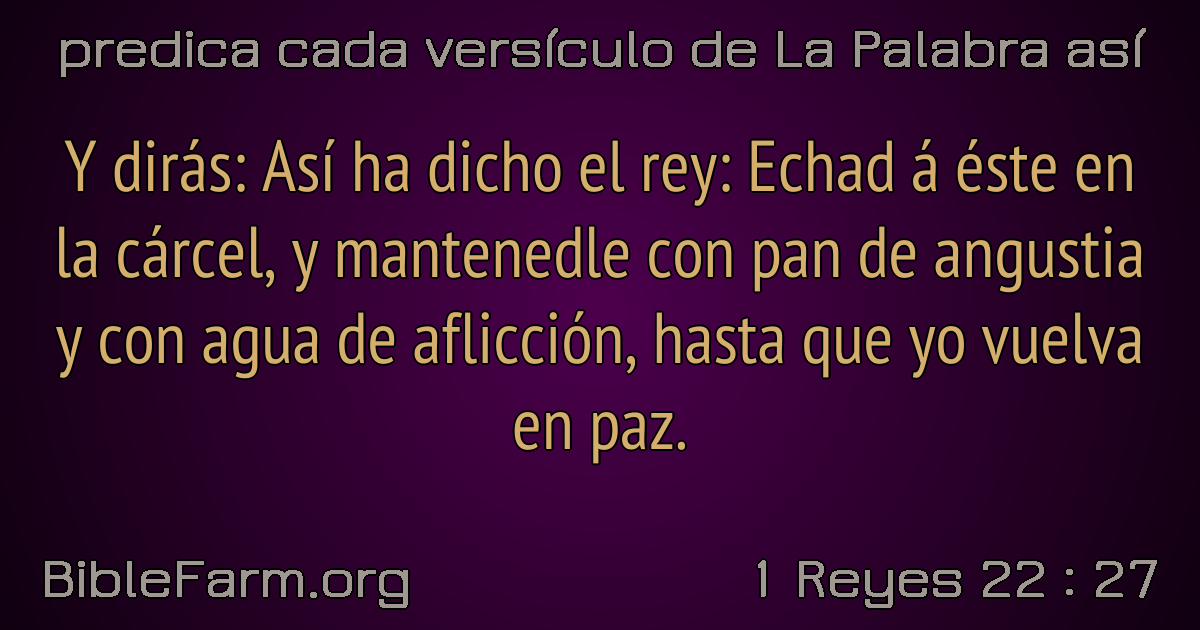 predica cada versículo de La Palabra así
Y dirás: Así ha dicho el rey: Echad á éste en
la cárcel, y mantenedle con pan de angustia
y con agua de aflicción, hasta que yo vuelva
en paz.
BibleFarm.org
1 Reyes 22 : 27